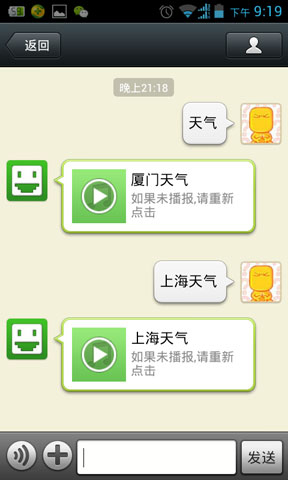 下午 9:19
返回
晚上21:18
天气
厦门天气
如果未播报,请重新
点击
上海天气
上海天气
如果未播报,请重新
点击
发送